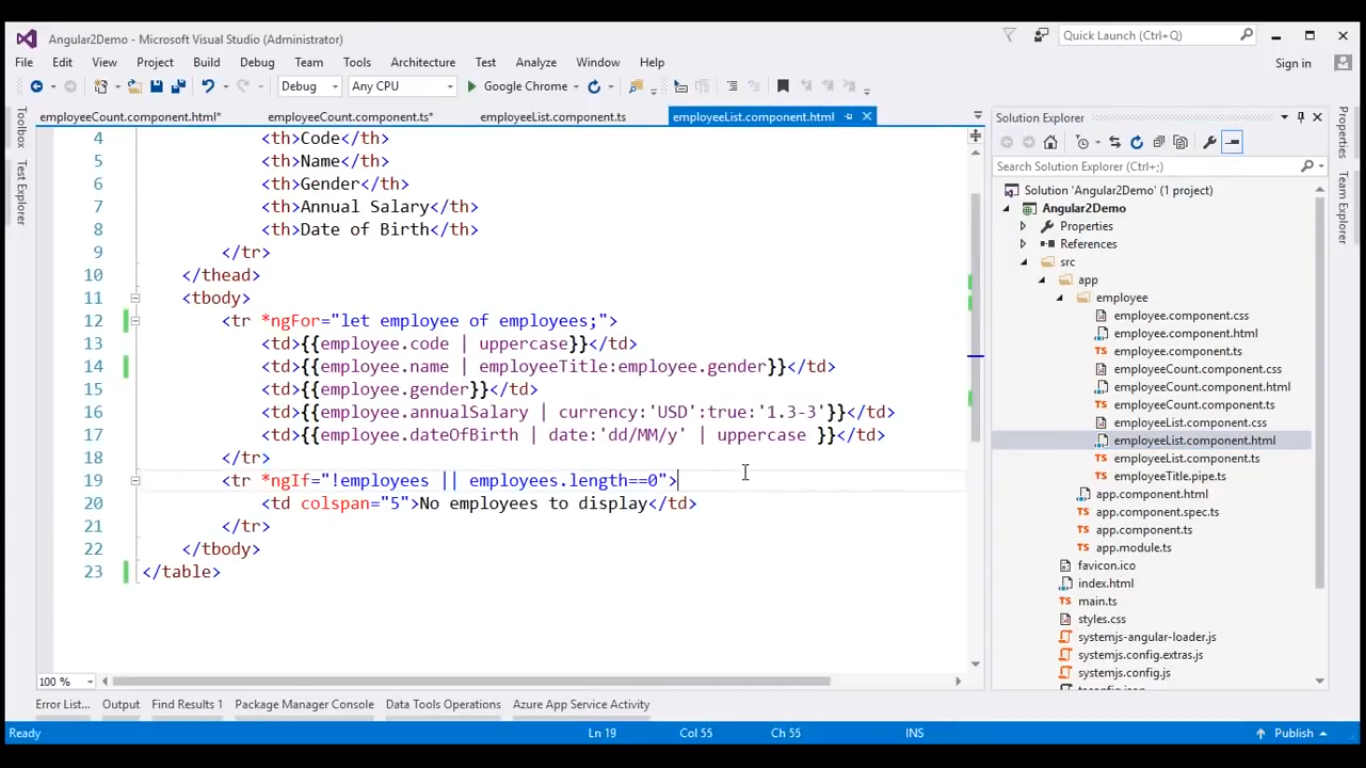 Angular2Demo - Microsoft Visual Studio (Administrator)
Quick Launch (Ctrl+Q)
File Edit View Project Build Debug Team Tools Architecture Test Analyze Window Help
Sign in
Debug Any CPU Google Chrome
Toolbox
Test Explorer
employeeCount.component.html* employeeCount.component.ts* employeeList.component.ts employeeList.component.html
4 <th>Code</th>
5 <th>Name</th>
6 <th>Gender</th>
7 <th>Annual Salary</th>
8 <th>Date of Birth</th>
9 </tr>
10 </thead>
11 <tbody>
12 <tr *ngFor="let employee of employees;">
13 <td>{{employee.code | uppercase}}</td>
14 <td>{{employee.name | employeeTitle:employee.gender}}</td>
15 <td>{{employee.gender}}</td>
16 <td>{{employee.annualSalary | currency:'USD':true:'1.3-3'}}</td>
17 <td>{{employee.dateOfBirth | date:'dd/MM/y' | uppercase }}</td>
18 </tr>
19 <tr *ngIf="!employees || employees.length==0">
20 <td colspan="5">No employees to display</td>
21 </tr>
22 </tbody>
23 </table>
100 %
Solution Explorer
Search Solution Explorer (Ctrl+;)
Solution 'Angular2Demo' (1 project)
Angular2Demo
Properties
References
src
app
employee
employee.component.css
employee.component.html
TS employee.component.ts
employeeCount.component.css
employeeCount.component.html
TS employeeCount.component.ts
employeeList.component.css
employeeList.component.html
TS employeeList.component.ts
TS employeeTitle.pipe.ts
app.component.html
TS app.component.spec.ts
TS app.component.ts
TS app.module.ts
favicon.ico
index.html
TS main.ts
styles.css
systemjs-angular-loader.js
systemjs.config.extras.js
systemjs.config.js
Properties
Team Explorer
Error List... Output Find Results 1 Package Manager Console Data Tools Operations Azure App Service Activity
Ready Ln 19 Col 55 Ch 55 INS Publish